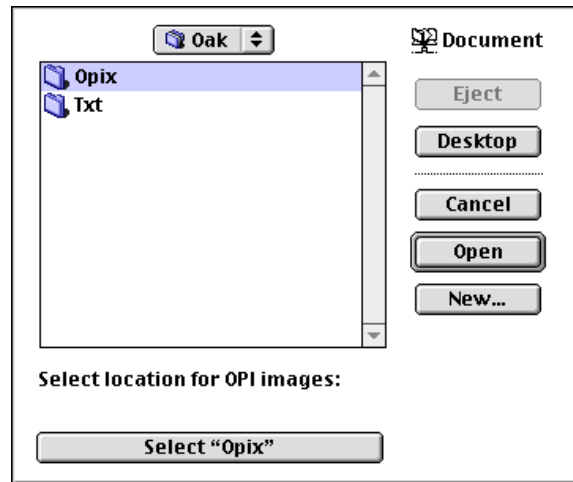 Oak
Document
Opix
Txt
Eject
Desktop
Cancel
Open
New...
Select location for OPI images:
Select “Opix”